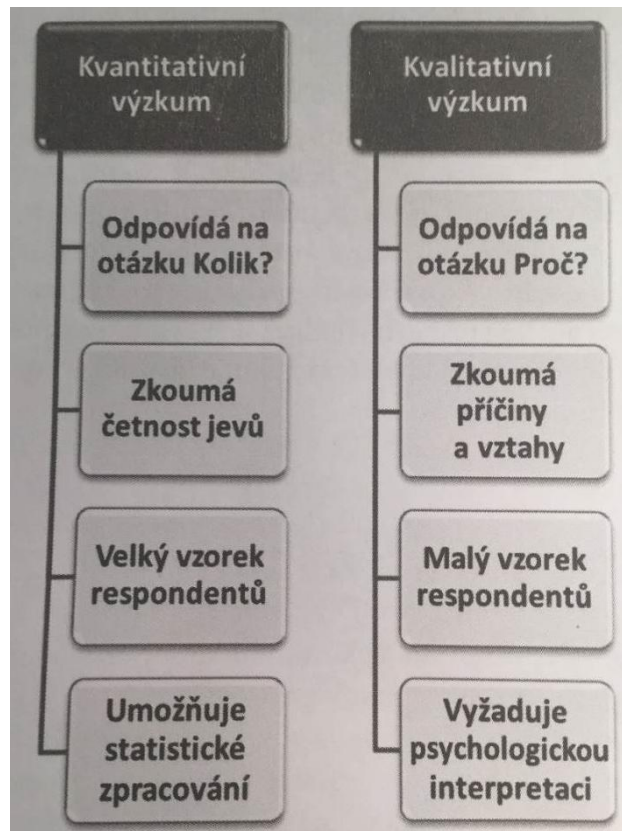 Kvantitativní
výzkum
Odpovídá na
otázku Kolik?
Zkoumá
četnost jevů
Velký vzorek
respondentů
Umožňuje
statistické
zpracování
Kvalitativní
výzkum
Odpovídá na
otázku Proč?
Zkoumá
příčiny
a vztahy
Malý vzorek
respondentů
Vyžaduje
psychologickou
interpretaci